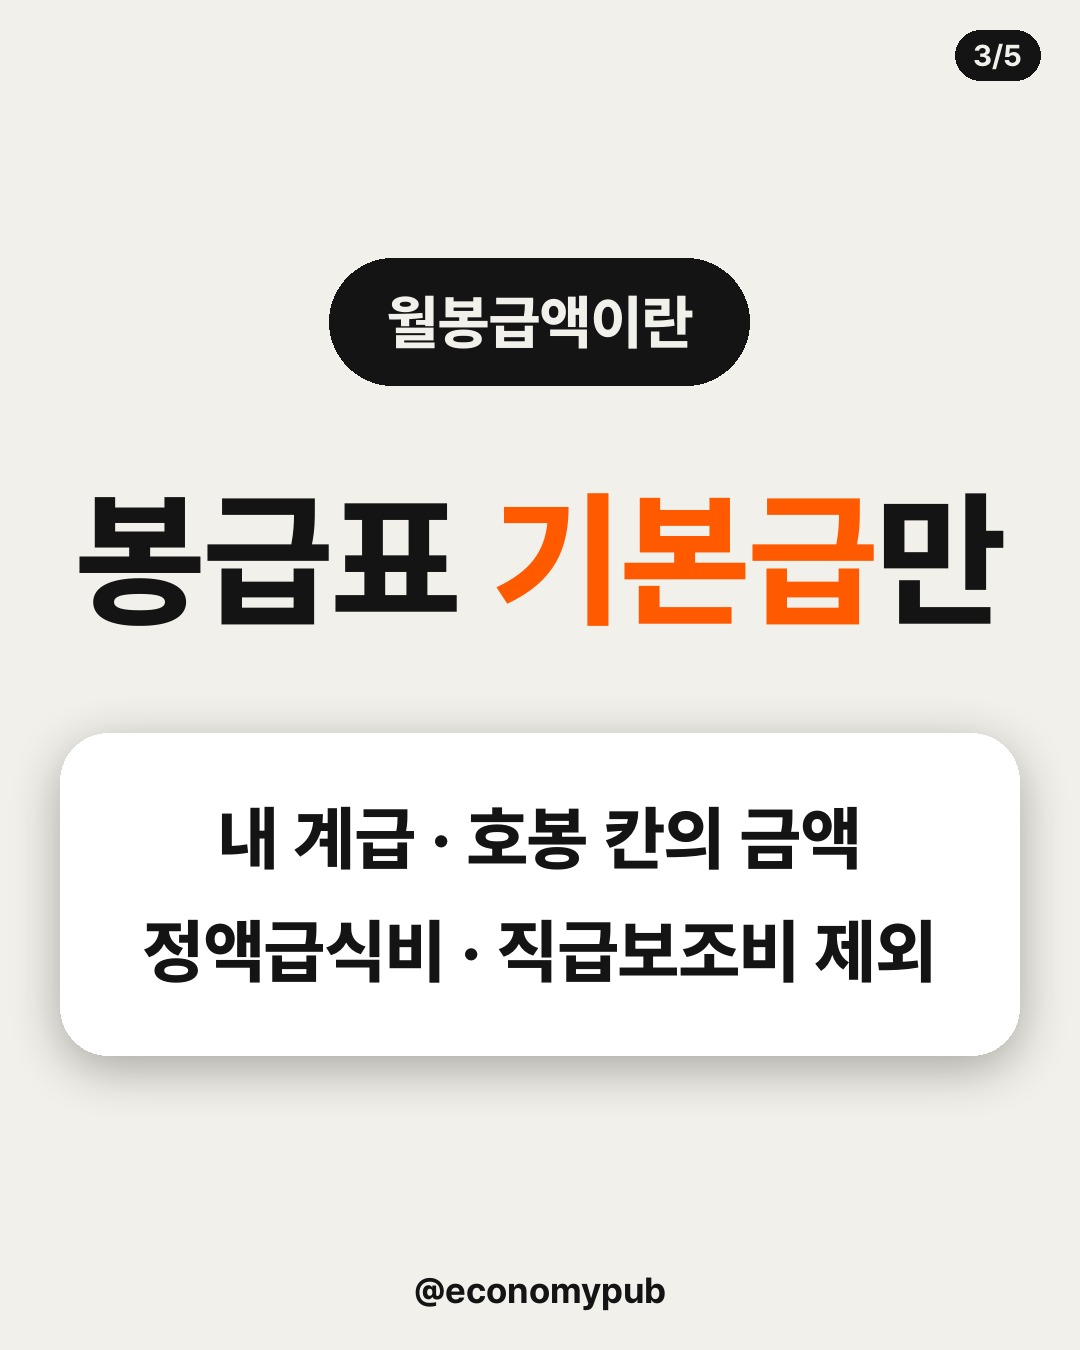 3/5
월봉급액이란
봉급표 기본급만
내 계급 · 호봉 칸의 금액
정액급식비 · 직급보조비 제외
@economypub